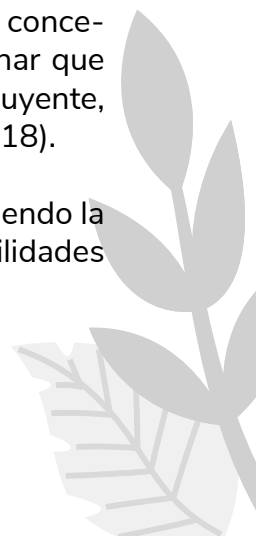 conce-
nar que
uyente,
18).
endo la
ilidades